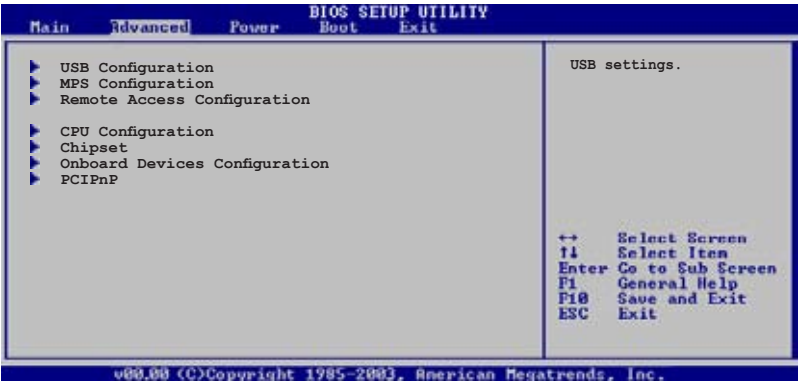 BIOS SETUP UTILITY
Main Advanced Power Boot Exit
USB Configuration
MPS Configuration
Remote Access Configuration
CPU Configuration
Chipset
Onboard Devices Configuration
PCIPnP
USB settings.
↔ Select Screen
↑↓ Select Item
Enter Go to Sub Screen
F1 General Help
F10 Save and Exit
ESC Exit
v00.00 (C)Copyright 1985-2003, American Megatrends, Inc.